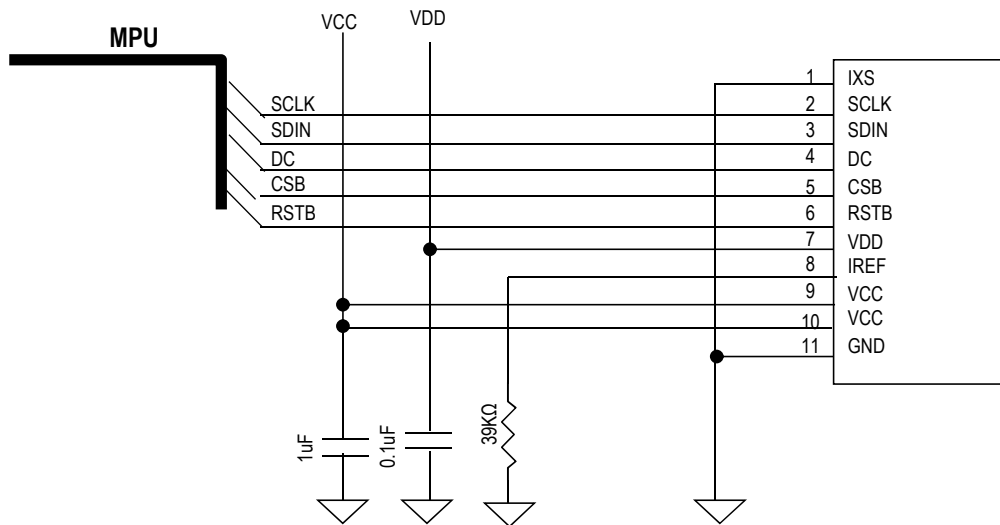 VCC
VDD
MPU
SCLK
SDIN
DC
CSB
RSTB
1 IXS
2 SCLK
3 SDIN
4 DC
5 CSB
6 RSTB
7 VDD
8 IREF
9 VCC
10 VCC
11 GND
1uF
0.1uF
39KΩ